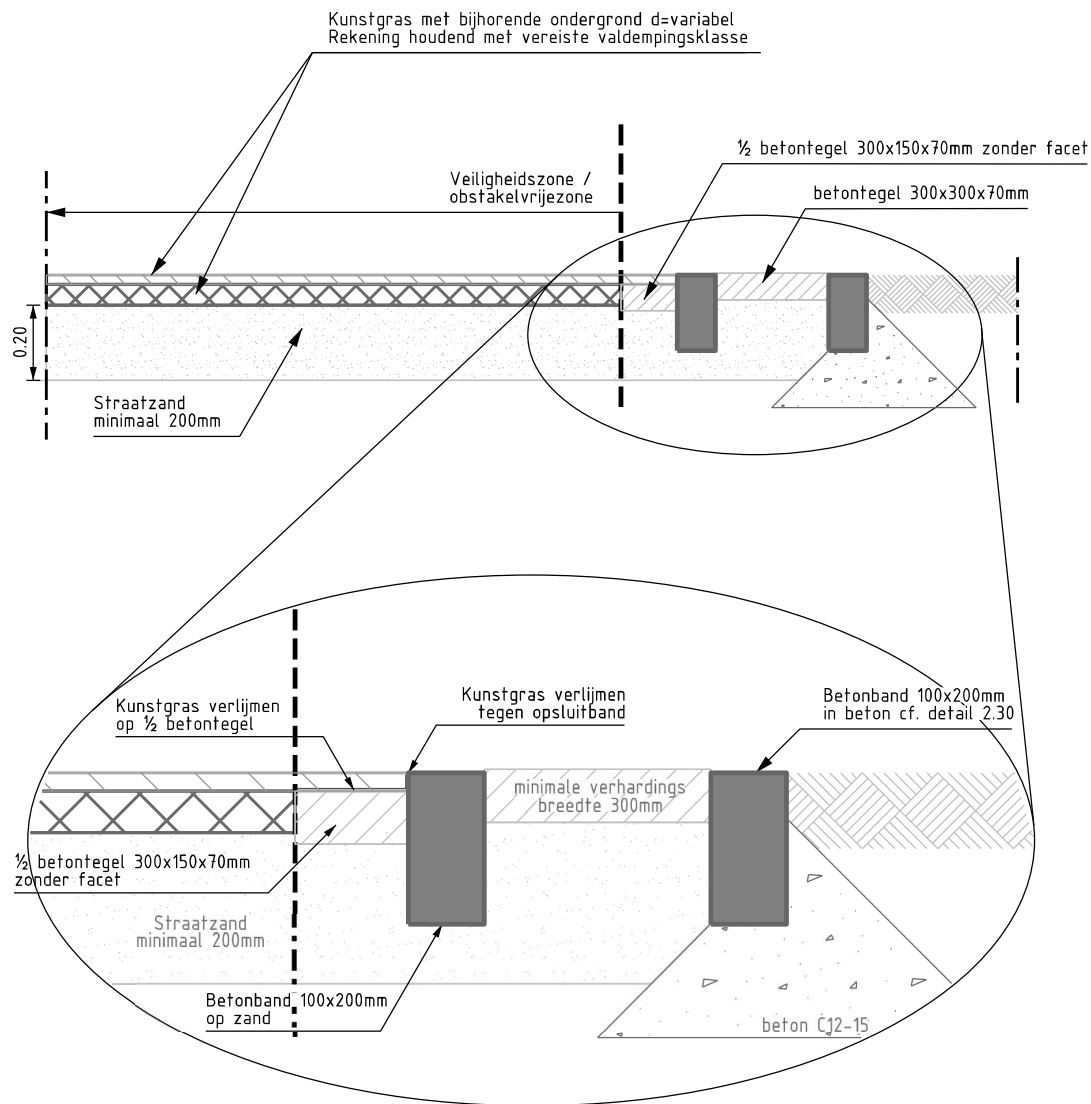 Kunstgras met bijhorende ondergrond d=variabel
Rekening houdend met vereiste valdempingsklasse
½ betontegel 300x150x70mm zonder facet
Veiligheidszone /
obstakelvrijezone
betontegel 300x300x70mm
0.20
Straatzand
minimaal 200mm
Kunstgras verlijmen
op ½ betontegel
Kunstgras verlijmen
tegen opsluitband
Betonband 100x200mm
in beton cf. detail 2.30
minimale verhardings
breedte 300mm
½ betontegel 300x150x70mm
zonder facet
Straatzand
minimaal 200mm
Betonband 100x200mm
op zand
beton C12-15